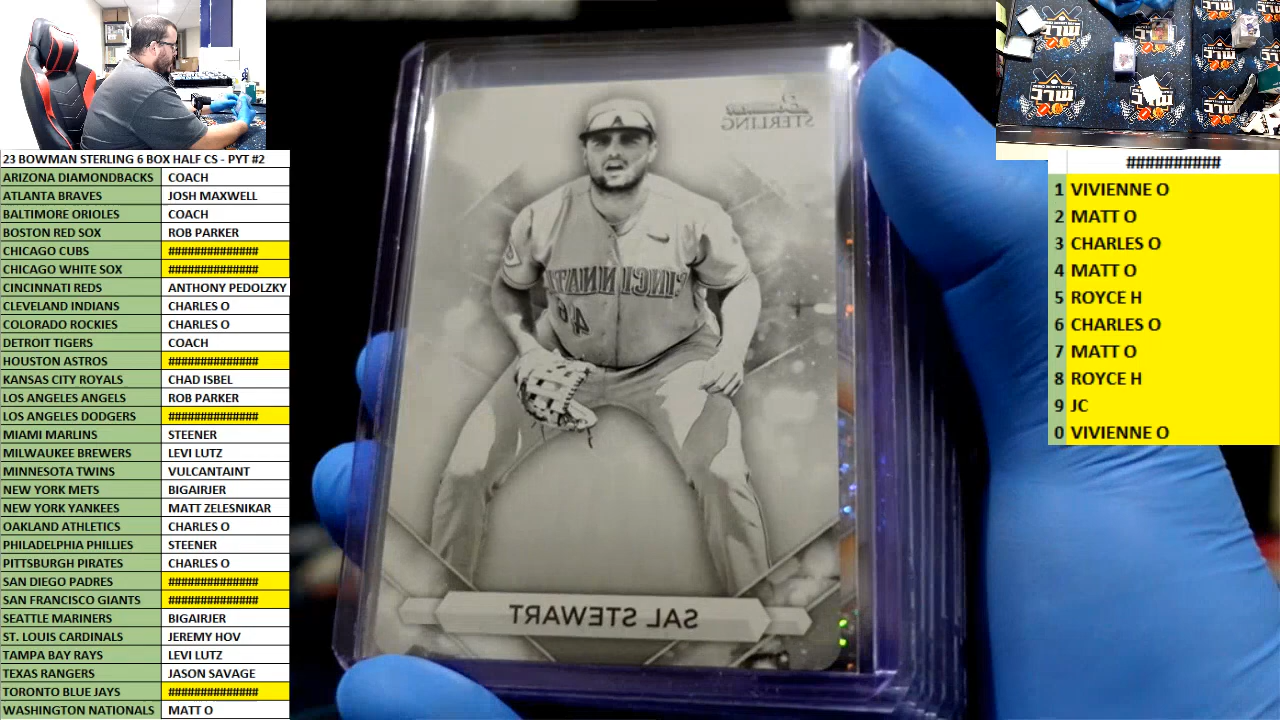 23 BOWMAN STERLING 6 BOX HALF CS - PYT #2
ARIZONA DIAMONDBACKS COACH
ATLANTA BRAVES JOSH MAXWELL
BALTIMORE ORIOLES COACH
BOSTON RED SOX ROB PARKER
CHICAGO CUBS ##############
CHICAGO WHITE SOX ##############
CINCINNATI REDS ANTHONY PEDOLZKY
CLEVELAND INDIANS CHARLES O
COLORADO ROCKIES CHARLES O
DETROIT TIGERS COACH
HOUSTON ASTROS ##############
KANSAS CITY ROYALS CHAD ISBEL
LOS ANGELES ANGELS ROB PARKER
LOS ANGELES DODGERS ##############
MIAMI MARLINS STEENER
MILWAUKEE BREWERS LEVI LUTZ
MINNESOTA TWINS VULCANTAINT
NEW YORK METS BIGAIRJER
NEW YORK YANKEES MATT ZELESNIKAR
OAKLAND ATHLETICS CHARLES O
PHILADELPHIA PHILLIES STEENER
PITTSBURGH PIRATES CHARLES O
SAN DIEGO PADRES ##############
SAN FRANCISCO GIANTS ##############
SEATTLE MARINERS BIGAIRJER
ST. LOUIS CARDINALS JEREMY HOV
TAMPA BAY RAYS LEVI LUTZ
TEXAS RANGERS JASON SAVAGE
TORONTO BLUE JAYS ##############
WASHINGTON NATIONALS MATT O
Bowman
STERLING
CINCINNATI
46
SAL STEWART
##########
1 VIVIENNE O
2 MATT O
3 CHARLES O
4 MATT O
5 ROYCE H
6 CHARLES O
7 MATT O
8 ROYCE H
9 JC
0 VIVIENNE O